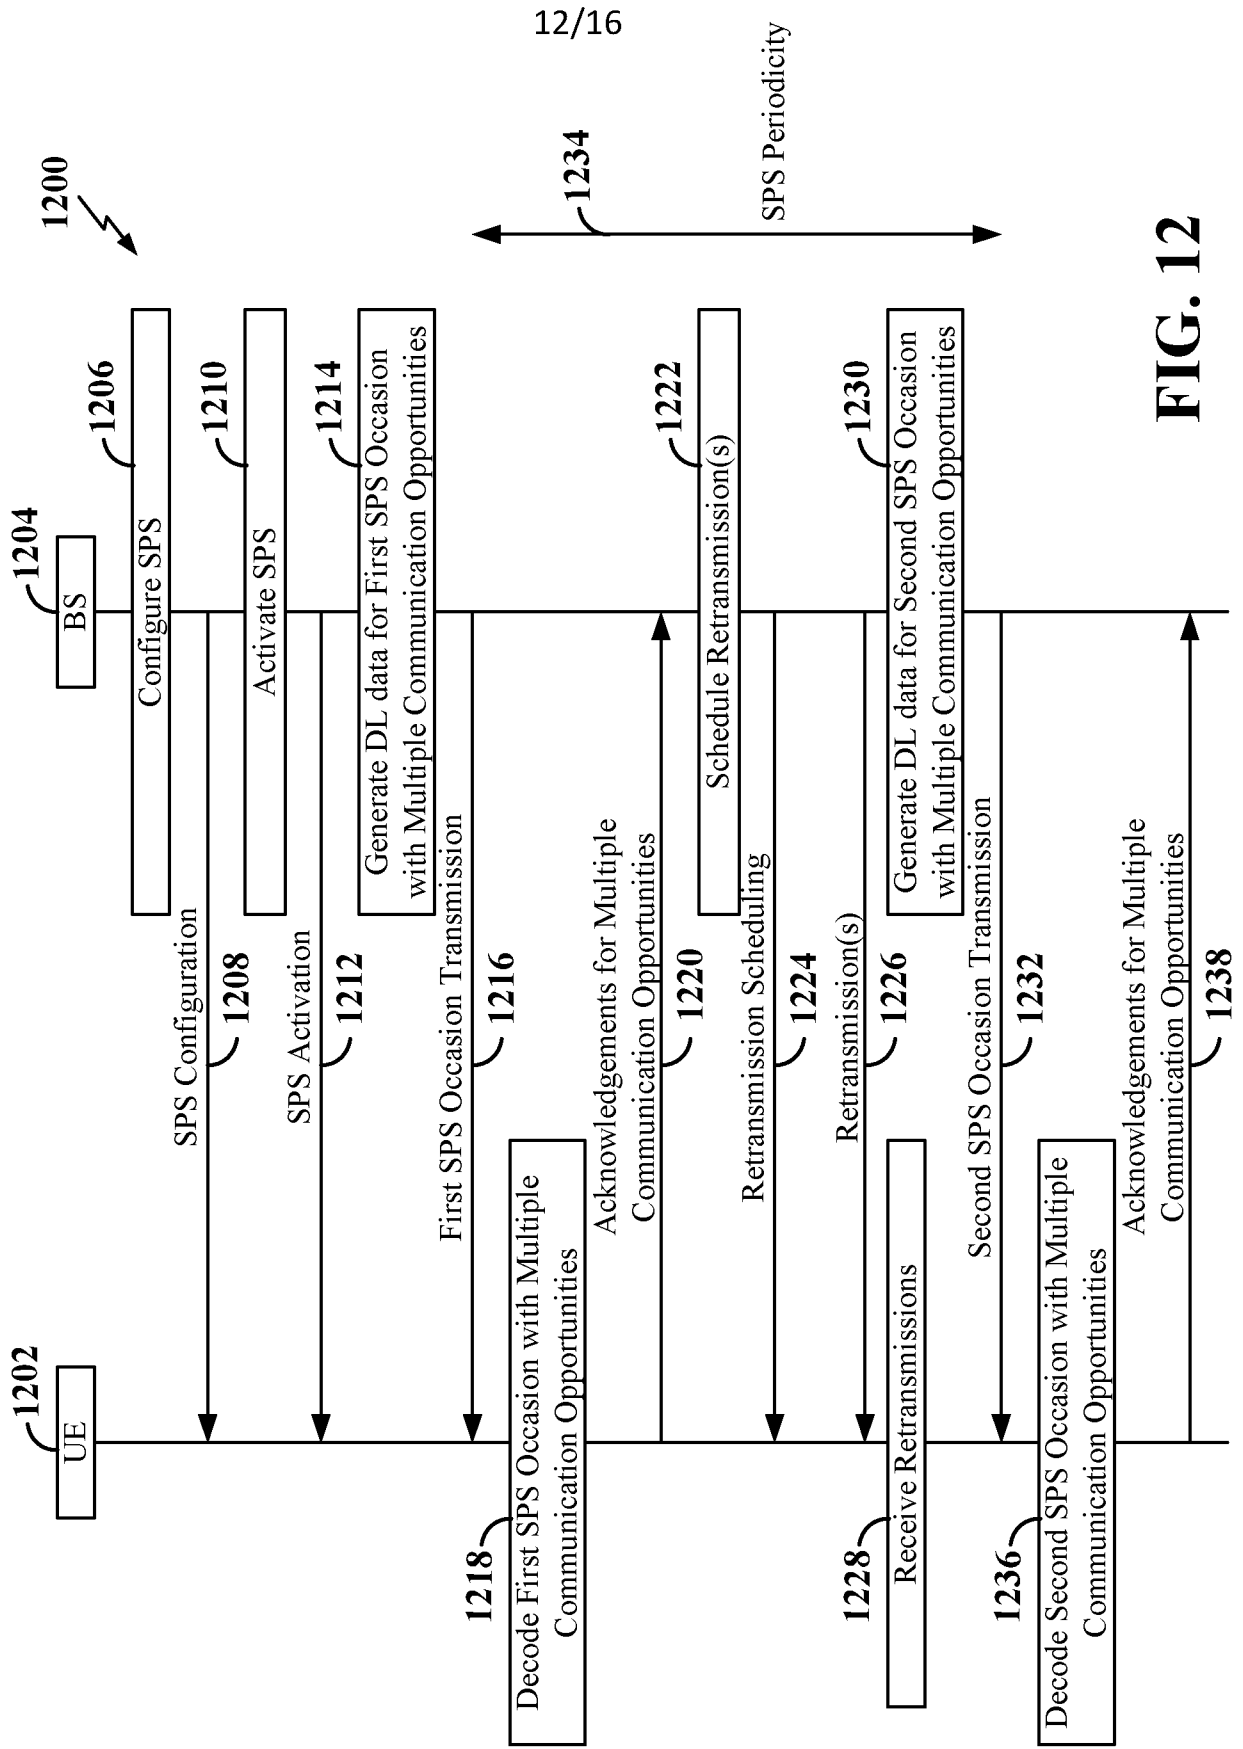 12/16
1200
1202
UE
1204
BS
1206
Configure SPS
SPS Configuration
1208
1210
Activate SPS
SPS Activation
1212
1214
Generate DL data for First SPS Occasion
with Multiple Communication Opportunities
First SPS Occasion Transmission
1216
1218
Decode First SPS Occasion with Multiple
Communication Opportunities
Acknowledgements for Multiple
Communication Opportunities
1220
1222
Schedule Retransmission(s)
Retransmission Scheduling
1224
Retransmission(s)
1226
1228
Receive Retransmissions
1230
Generate DL data for Second SPS Occasion
with Multiple Communication Opportunities
Second SPS Occasion Transmission
1232
1234
SPS Periodicity
1236
Decode Second SPS Occasion with Multiple
Communication Opportunities
Acknowledgements for Multiple
Communication Opportunities
1238
FIG. 12